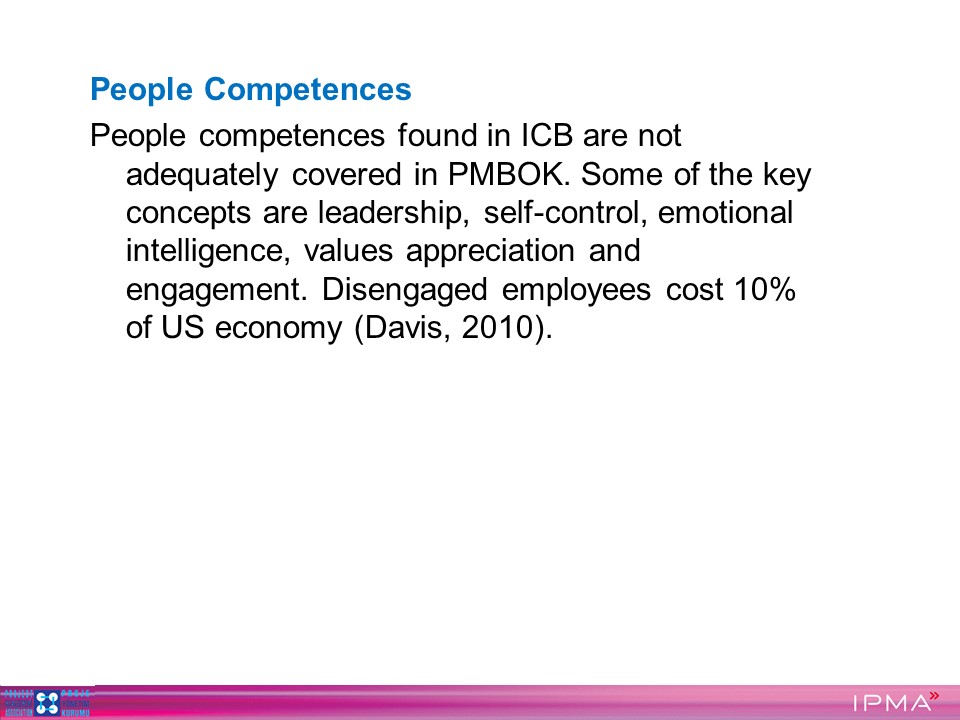 People Competences
People competences found in ICB are not
adequately covered in PMBOK. Some of the key
concepts are leadership, self-control, emotional
intelligence, values appreciation and
engagement. Disengaged employees cost 10%
of US economy (Davis, 2010).
ASSOCIATION
KURUMU
IPMA»